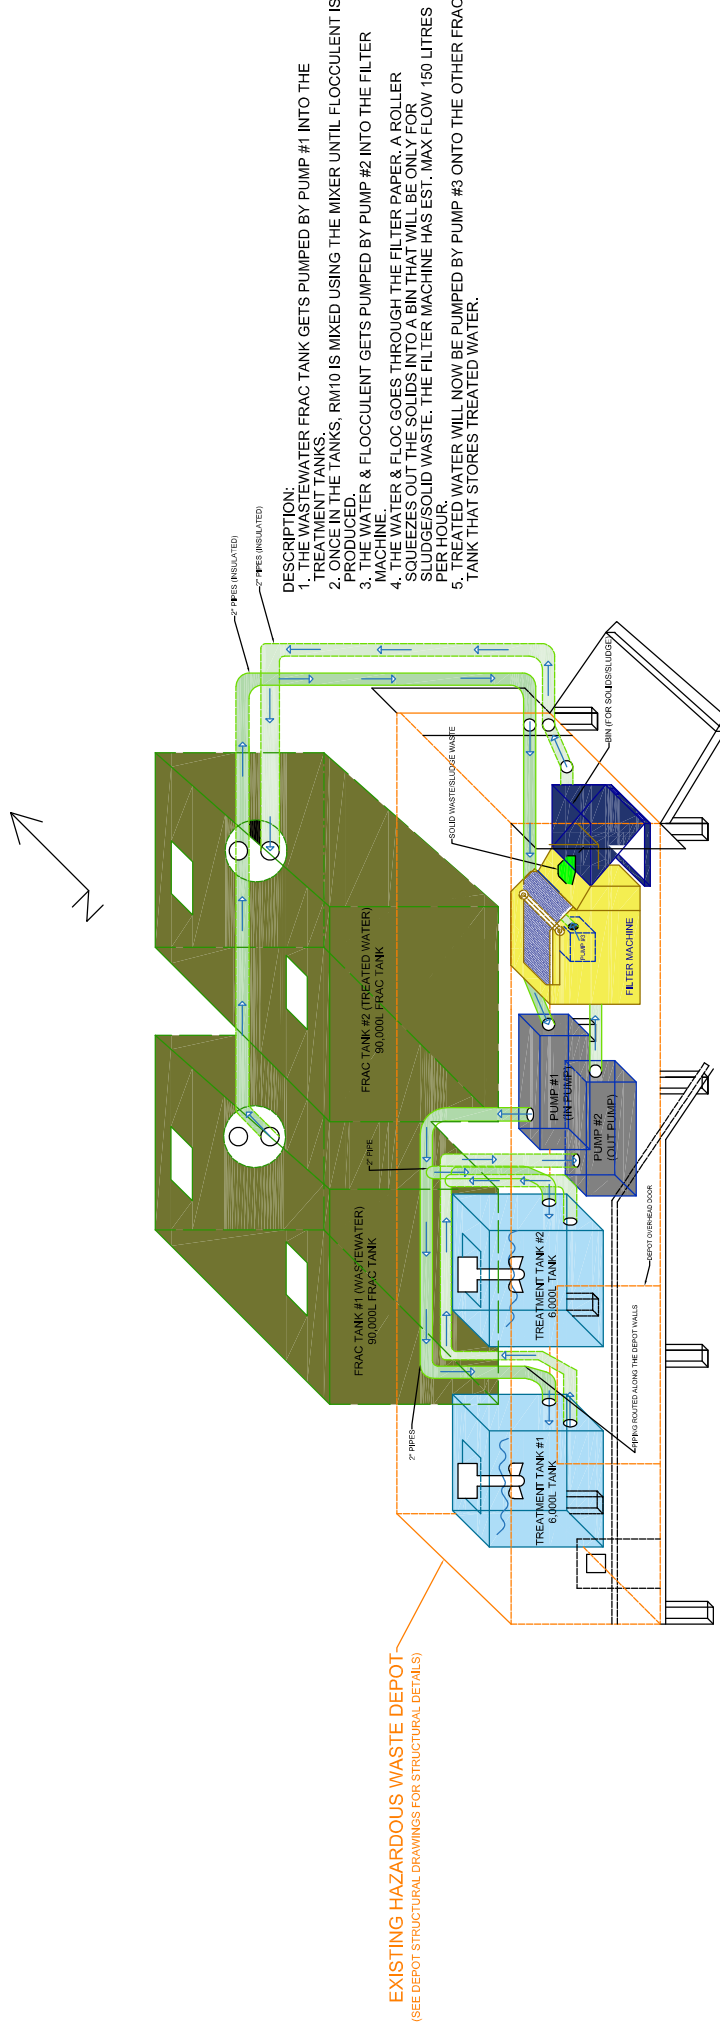 DESCRIPTION:
1. THE WASTEWATER FRAC TANK GETS PUMPED BY PUMP #1 INTO THE
TREATMENT TANKS.
2. ONCE IN THE TANKS, RM10 IS MIXED USING THE MIXER UNTIL FLOCCULENT IS
PRODUCED.
3. THE WATER & FLOCCULENT GETS PUMPED BY PUMP #2 INTO THE FILTER
MACHINE.
4. THE WATER & FLOC GOES THROUGH THE FILTER PAPER. A ROLLER
SQUEEZES OUT THE SOLIDS INTO A BIN THAT WILL BE ONLY FOR
SLUDGE/SOLID WASTE. THE FILTER MACHINE HAS EST. MAX FLOW 150 LITRES
PER HOUR.
5. TREATED WATER WILL NOW BE PUMPED BY PUMP #3 ONTO THE OTHER FRAC
TANK THAT STORES TREATED WATER.
2" PIPES (INSULATED)
2" PIPES (INSULATED)
N
FRAC TANK #1 (WASTEWATER)
90,000L FRAC TANK
FRAC TANK #2 (TREATED WATER)
90,000L FRAC TANK
2" PIPE
2" PIPES
SOLID WASTE/SLUDGE WASTE
BIN (FOR SOLIDS/SLUDGE)
PUMP #3
FILTER MACHINE
PUMP #1
(IN PUMP)
PUMP #2
(OUT PUMP)
TREATMENT TANK #2
6,000L TANK
TREATMENT TANK #1
6,000L TANK
DEPOT OVERHEAD DOOR
PIPING ROUTED ALONG THE DEPOT WALLS
EXISTING HAZARDOUS WASTE DEPOT
(SEE DEPOT STRUCTURAL DRAWINGS FOR STRUCTURAL DETAILS)